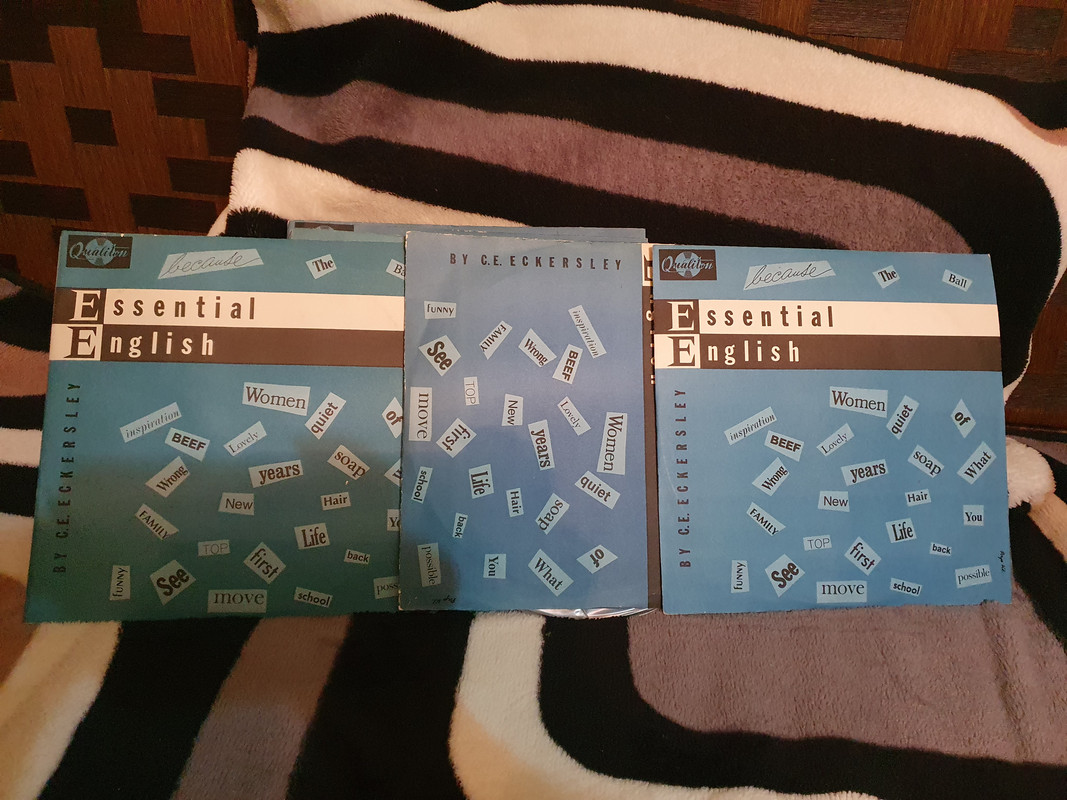 Qualiton
because
The
Ba
Essential
English
BY C.E. ECKERSLEY
Women
quiet
of
inspiration
BEEF
Lovely
Wrong
years
soap
New
Hair
FAMILY
Life
Yo
TOP
first
back
funny
See
move
school
poss
BY C.E. ECKERSLEY
funny
inspiration
FAMILY
See
Wrong
BEEF
TOP
move
New
Lovely
first
years
Women
school
Life
quiet
Hair
soap
back
possible
You
What
of
Qualiton
because
The
Ball
Essential
English
BY C.E. ECKERSLEY
Women
quiet
of
inspiration
BEEF
Lovely
Wrong
years
soap
What
New
Hair
FAMILY
Life
You
TOP
first
back
funny
See
move
school
possible